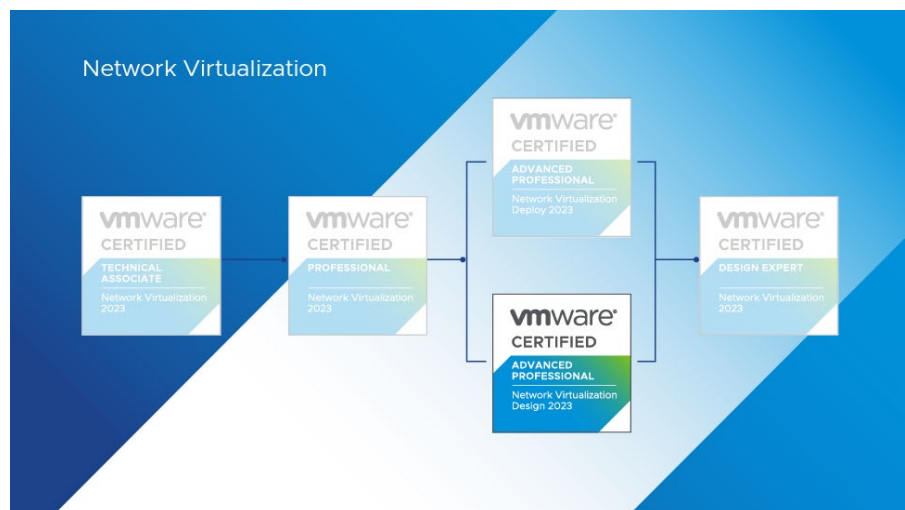 Network Virtualization
vmware®
CERTIFIED
TECHNICAL
ASSOCIATE
Network Virtualization
2023
vmware®
CERTIFIED
PROFESSIONAL
Network Virtualization
2023
vmware®
CERTIFIED
ADVANCED
PROFESSIONAL
Network Virtualization
Deploy 2023
vmware®
CERTIFIED
ADVANCED
PROFESSIONAL
Network Virtualization
Design 2023
vmware®
CERTIFIED
DESIGN EXPERT
Network Virtualization
2023